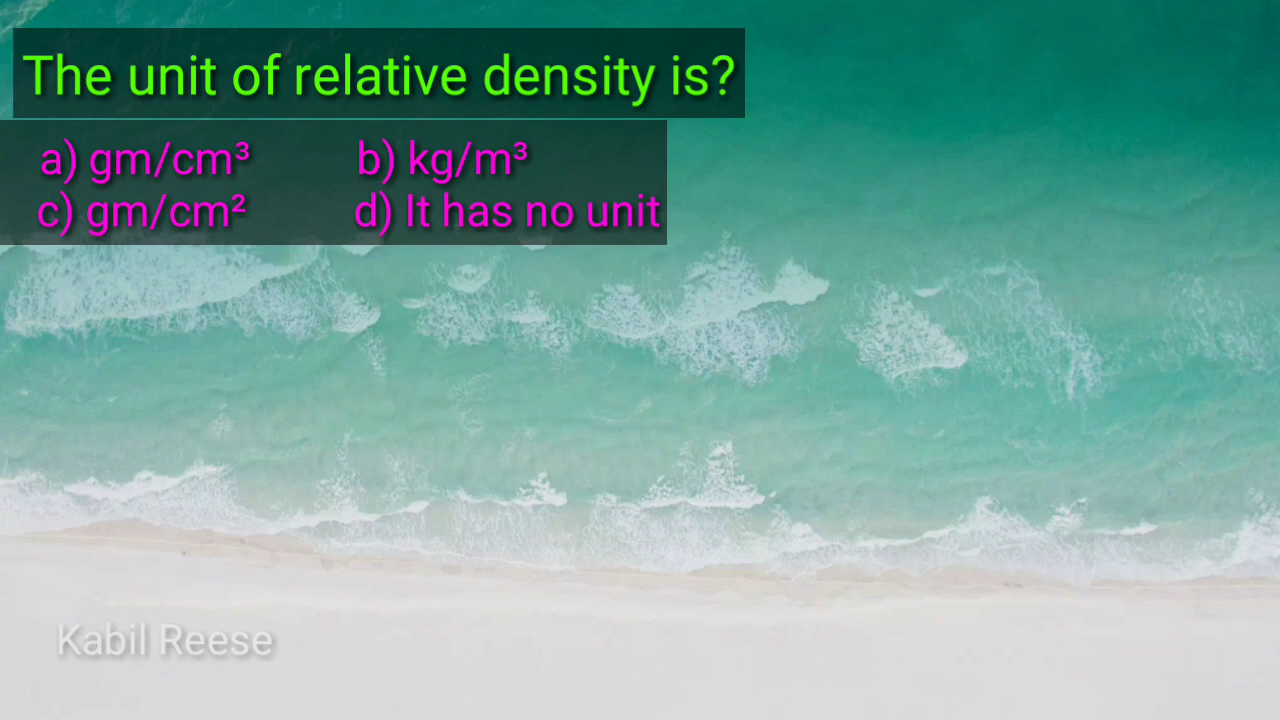 The unit of relative density is?
a) gm/cm³ b) kg/m³
c) gm/cm² d) It has no unit
Kabil Reese